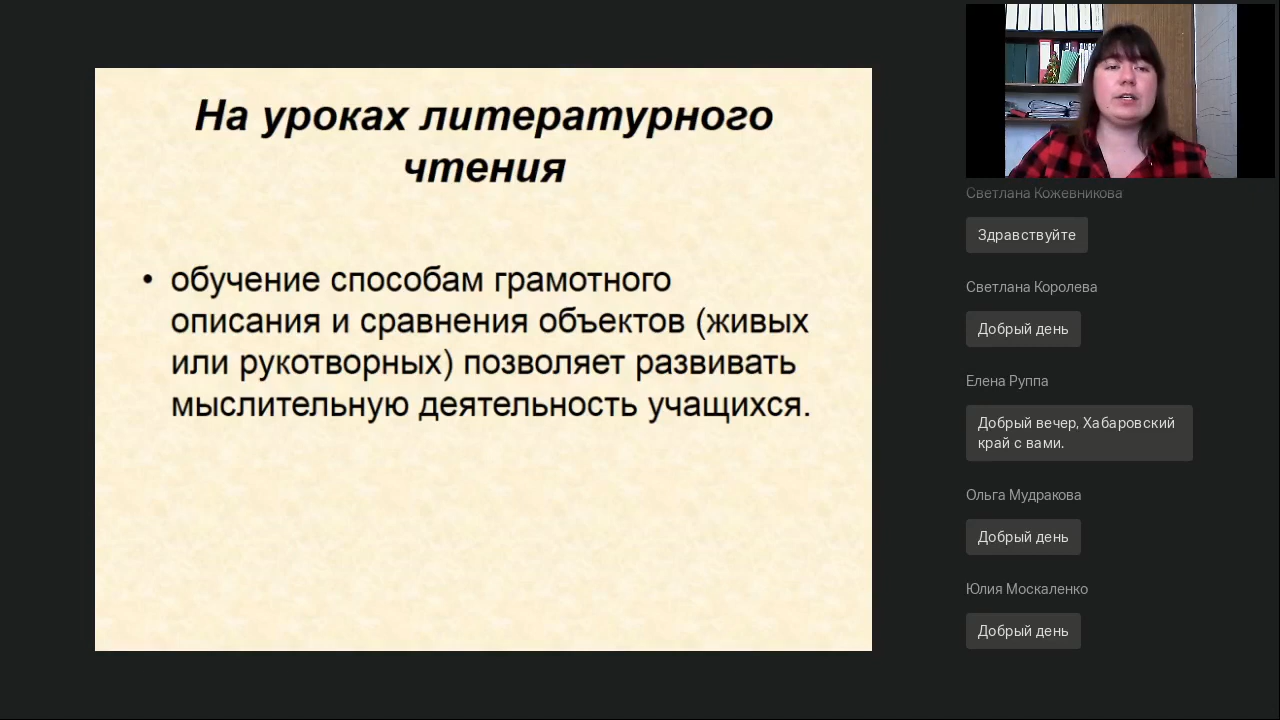 На уроках литературного
чтения
• обучение способам грамотного
описания и сравнения объектов (живых
или рукотворных) позволяет развивать
мыслительную деятельность учащихся.
Светлана Кожевникова
Здравствуйте
Светлана Королева
Добрый день
Елена Руппа
Добрый вечер, Хабаровский
край с вами.
Ольга Мудракова
Добрый день
Юлия Москаленко
Добрый день